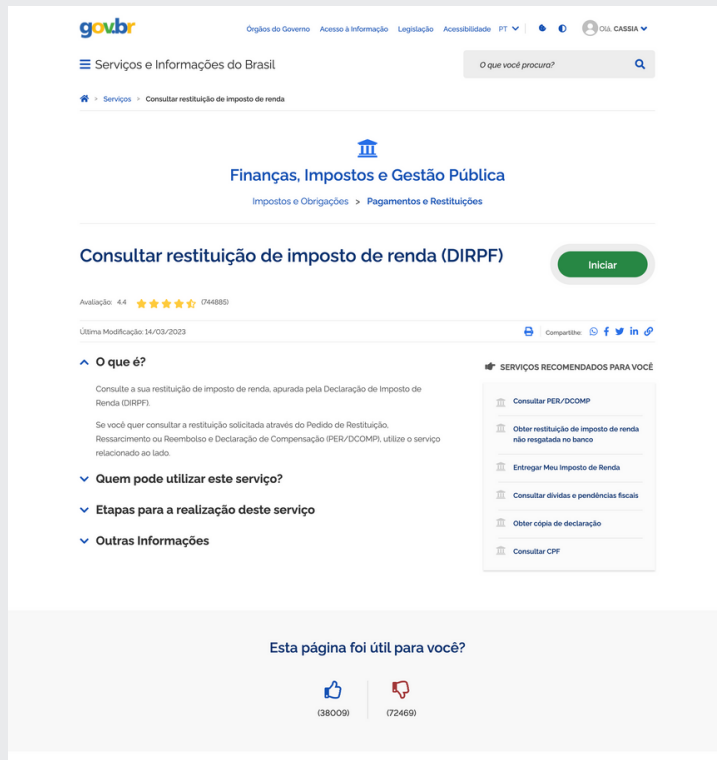 gov.br
Órgãos do Governo Acesso à Informação Legislação Acessibilidade PT Olá, CASSIA
Serviços e Informações do Brasil
O que você procura?
> Serviços > Consultar restituição de imposto de renda
Finanças, Impostos e Gestão Pública
Impostos e Obrigações > Pagamentos e Restituições
Consultar restituição de imposto de renda (DIRPF)
Iniciar
Avaliação: 4.4 (744885)
Última Modificação: 14/03/2023
Compartilhe:
O que é?
Consulte a sua restituição de imposto de renda, apurada pela Declaração de Imposto de
Renda (DIRPF).
Se você quer consultar a restituição solicitada através do Pedido de Restituição,
Ressarcimento ou Reembolso e Declaração de Compensação (PER/DCOMP), utilize o serviço
relacionado ao lado.
Quem pode utilizar este serviço?
Etapas para a realização deste serviço
Outras Informações
SERVIÇOS RECOMENDADOS PARA VOCÊ
Consultar PER/DCOMP
Obter restituição de imposto de renda
não resgatada no banco
Entregar Meu Imposto de Renda
Consultar dívidas e pendências fiscais
Obter cópia de declaração
Consultar CPF
Esta página foi útil para você?
(38009) (72469)